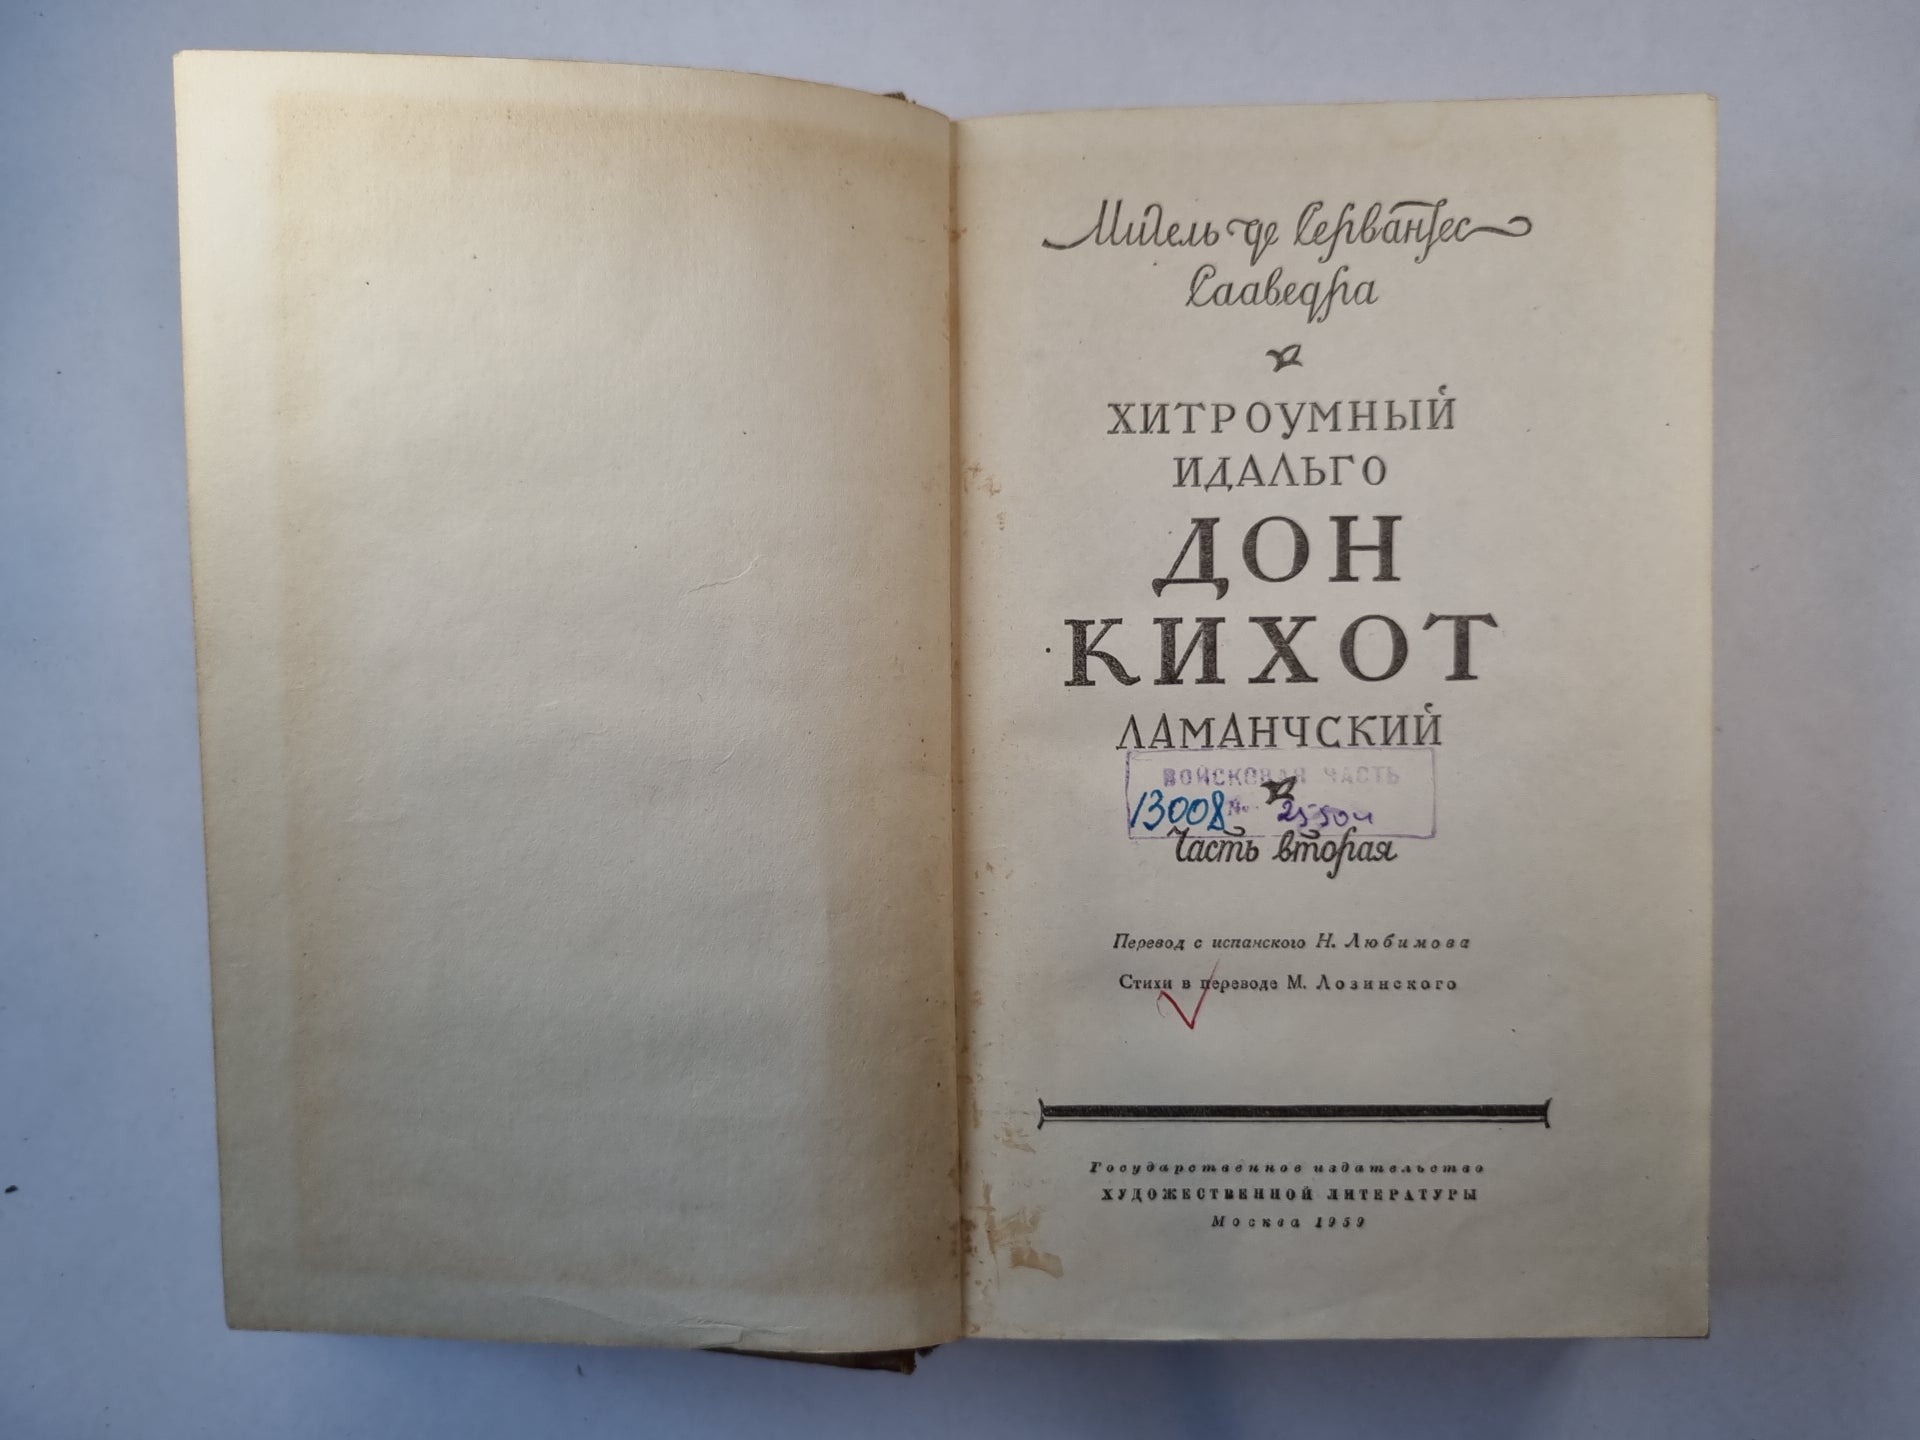 Мигель де Сервантес
Сааведра
ХИТРОУМНЫЙ
ИДАЛЬГО
ДОН
КИХОТ
ЛАМАНЧСКИЙ
ВОЙСКОВАЯ ЧАСТЬ
13008 №
Часть вторая
Перевод с испанского Н. Любимова
Стихи в переводе М. Лозинского
Государственное издательство
ХУДОЖЕСТВЕННОЙ ЛИТЕРАТУРЫ
Москва 1959